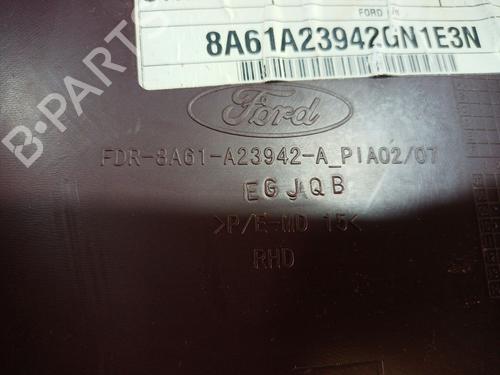 FORD
8A61A23942GN1E3N
Ford
FDR-8A61-A23942-A_PIA02/07
EGJQB
>P/E-MD 15<
RHD
B-PARTS